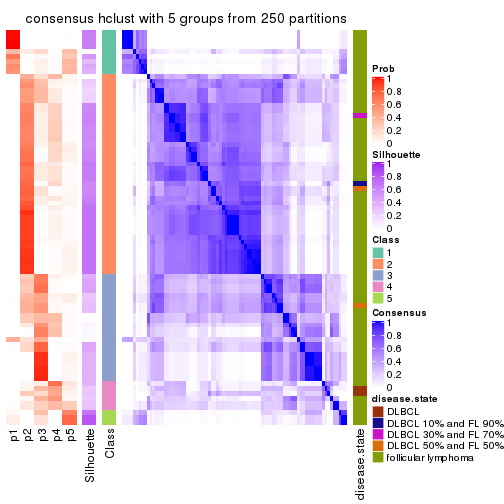 consensus hclust with 5 groups from 250 partitions
Prob
1
0.8
0.6
0.4
0.2
0
Silhouette
1
0.8
0.6
0.4
0.2
0
Class
1
2
3
4
5
Consensus
1
0.8
0.6
0.4
0.2
0
disease.state
DLBCL
DLBCL 10% and FL 90%
DLBCL 30% and FL 70%
DLBCL 50% and FL 50%
follicular lymphoma
p1
p2
p3
p4
p5
Silhouette
Class
disease.state